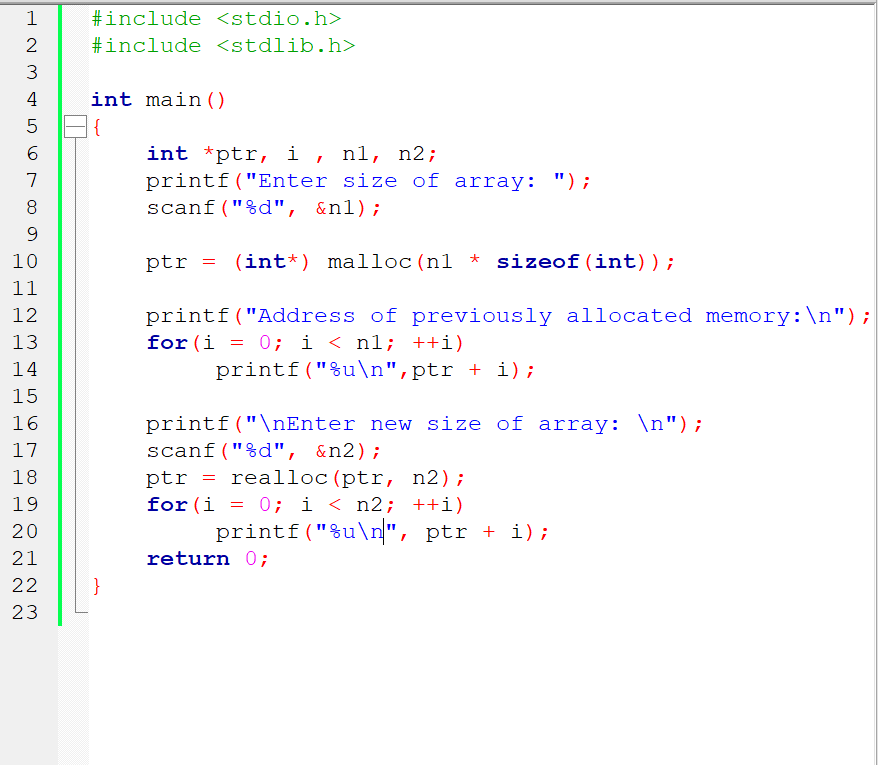 1 #include <stdio.h>
2 #include <stdlib.h>
3
4 int main()
5 {
6     int *ptr, i , n1, n2;
7     printf("Enter size of array: ");
8     scanf("%d", &n1);
9
10     ptr = (int*) malloc(n1 * sizeof(int));
11
12     printf("Address of previously allocated memory:\n");
13     for(i = 0; i < n1; ++i)
14          printf("%u\n",ptr + i);
15
16     printf("\nEnter new size of array: \n");
17     scanf("%d", &n2);
18     ptr = realloc(ptr, n2);
19     for(i = 0; i < n2; ++i)
20          printf("%u\n", ptr + i);
21     return 0;
22 }
23